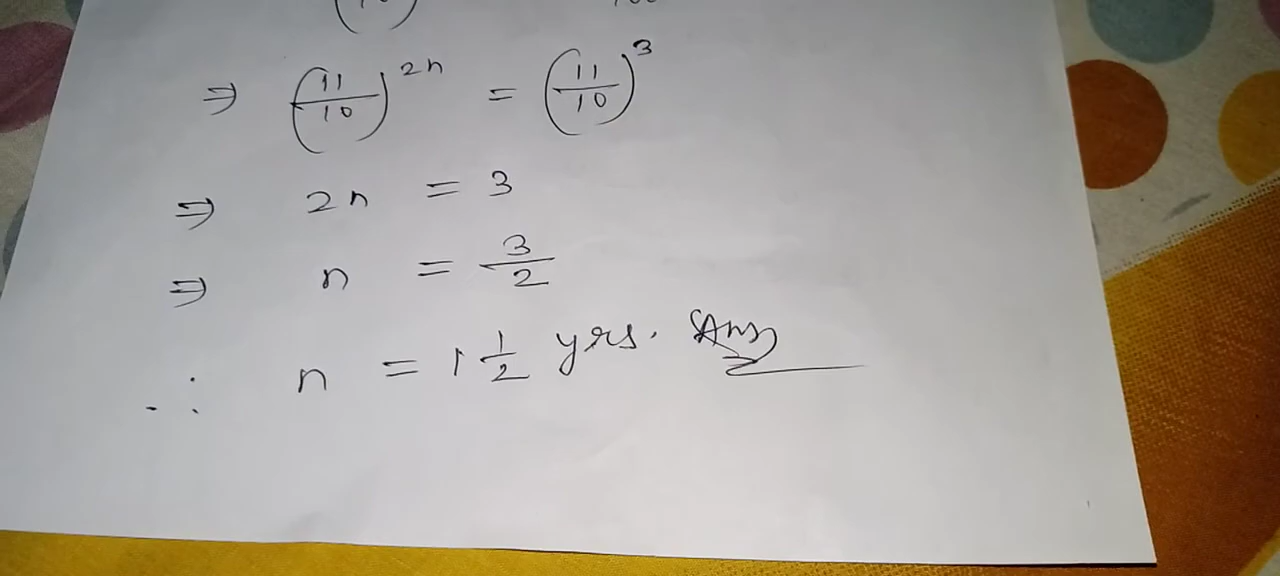 ⇒ (11/10)^2n = (11/10)^3
⇒ 2n = 3
⇒ n = 3/2
∴ n = 1 1/2 yrs. Ans